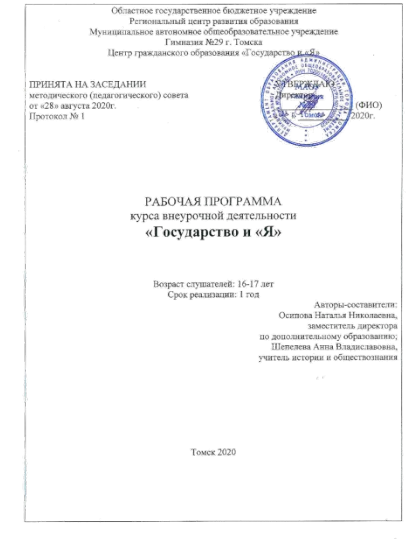 Областное государственное бюджетное учреждение
Региональный центр развития образования
Муниципальное автономное общеобразовательное учреждение
Гимназия №29 г. Томска
Центр гражданского образования «Государство и «Я»
ПРИНЯТА НА ЗАСЕДАНИИ
методического (педагогического) совета
от «28» августа 2020г.
Протокол № 1
УТВЕРЖДАЮ
Директор
(ФИО)
2020г.
РАБОЧАЯ ПРОГРАММА
курса внеурочной деятельности
«Государство и «Я»
Возраст слушателей: 16-17 лет
Срок реализации: 1 год
Авторы-составители:
Осипова Наталья Николаевна,
заместитель директора
по дополнительному образованию;
Шепелева Анна Владиславовна,
учитель истории и обществознания
Томск 2020